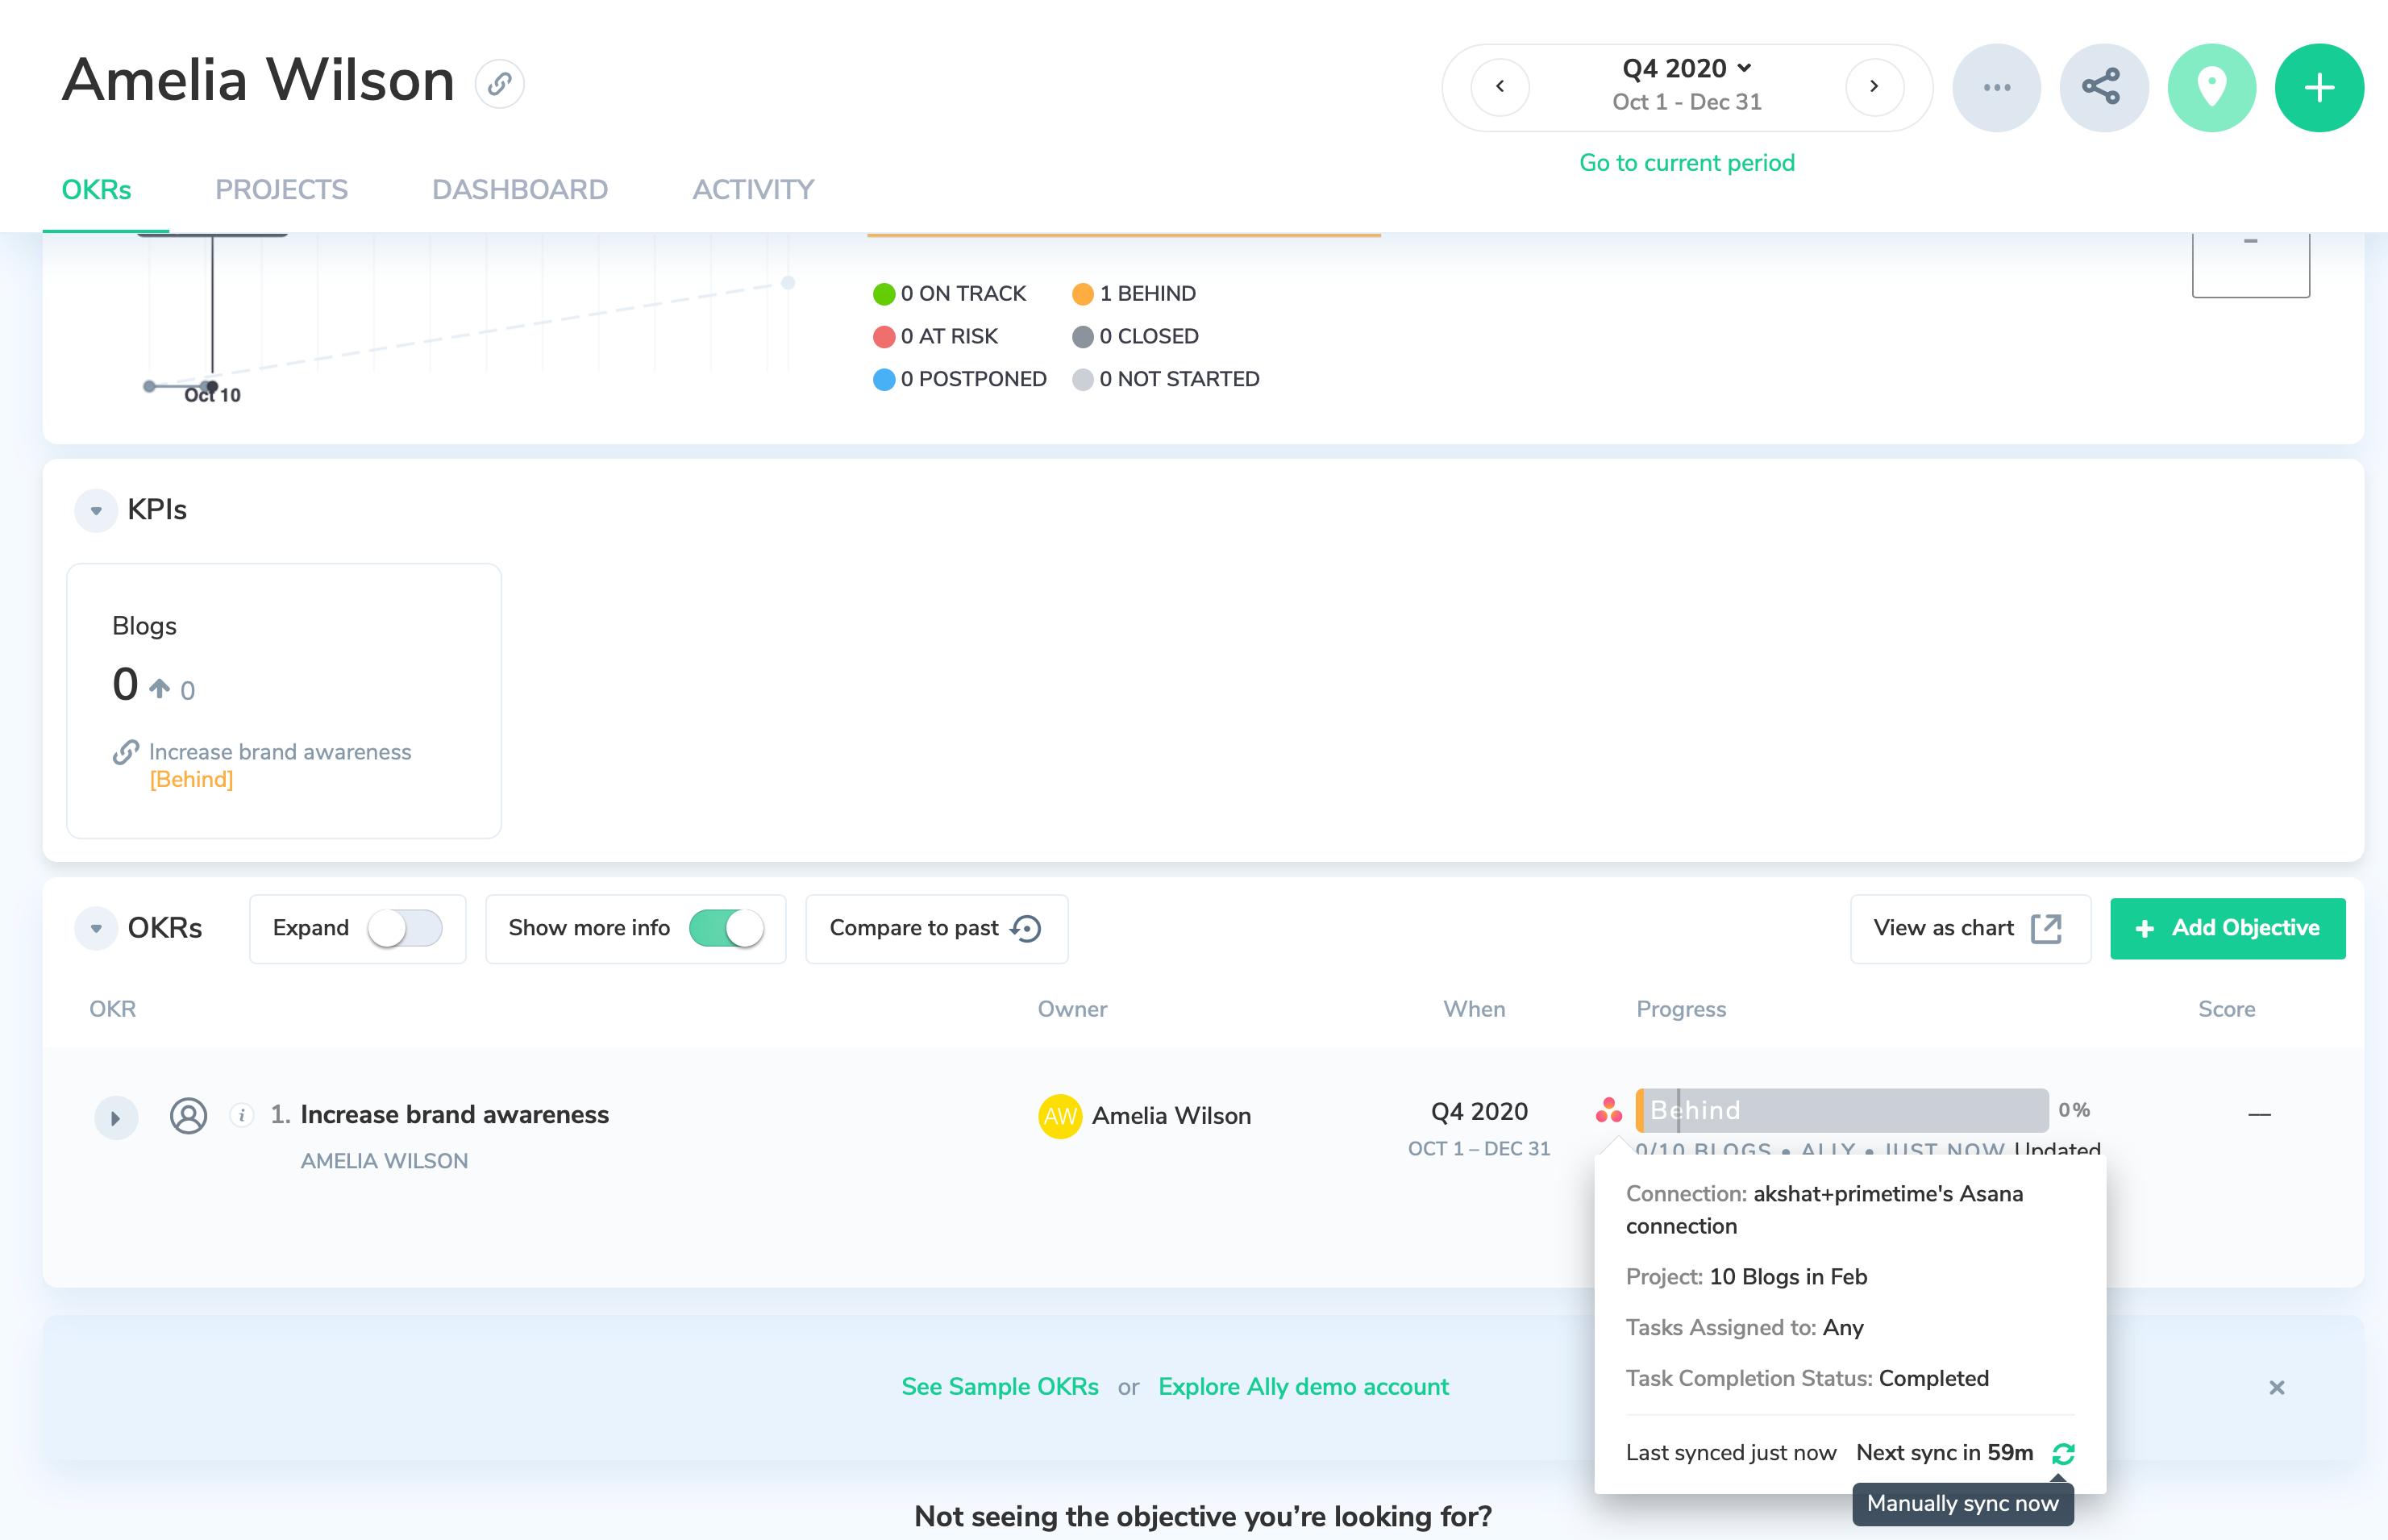 Amelia Wilson
Q4 2020
Oct 1 - Dec 31
Go to current period
OKRs
PROJECTS
DASHBOARD
ACTIVITY
0 ON TRACK
1 BEHIND
0 AT RISK
0 CLOSED
0 POSTPONED
0 NOT STARTED
Oct 10
KPIs
Blogs
0 0
Increase brand awareness
[Behind]
OKRs
Expand
Show more info
Compare to past
View as chart
+ Add Objective
OKR
Owner
When
Progress
Score
i
1. Increase brand awareness
AMELIA WILSON
AW Amelia Wilson
Q4 2020
OCT 1 – DEC 31
Behind
0%
—
0/10 BLOGS • ALLY • JUST NOW Updated
Connection: akshat+primetime's Asana
connection
Project: 10 Blogs in Feb
Tasks Assigned to: Any
Task Completion Status: Completed
Last synced just now Next sync in 59m
Manually sync now
See Sample OKRs or Explore Ally demo account
Not seeing the objective you’re looking for?